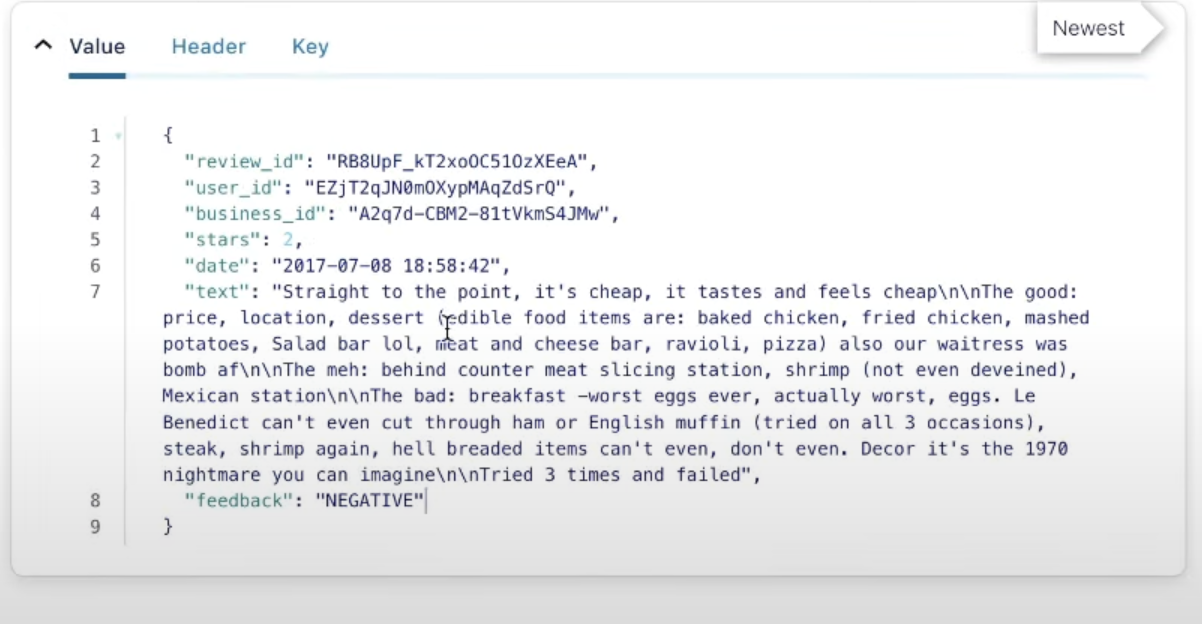 Newest
Value Header Key
1 {
2 "review_id": "RB8UpF_kT2xoOC51OzXEeA",
3 "user_id": "EZjT2qJN0mOXypMAqZdSrQ",
4 "business_id": "A2q7d-CBM2-81tVkmS4JMw",
5 "stars": 2,
6 "date": "2017-07-08 18:58:42",
7 "text": "Straight to the point, it's cheap, it tastes and feels cheap\n\nThe good:
price, location, dessert (edible food items are: baked chicken, fried chicken, mashed
potatoes, Salad bar lol, meat and cheese bar, ravioli, pizza) also our waitress was
bomb af\n\nThe meh: behind counter meat slicing station, shrimp (not even deveined),
Mexican station\n\nThe bad: breakfast -worst eggs ever, actually worst, eggs. Le
Benedict can't even cut through ham or English muffin (tried on all 3 occasions),
steak, shrimp again, hell breaded items can't even, don't even. Decor it's the 1970
nightmare you can imagine\n\nTried 3 times and failed",
8 "feedback": "NEGATIVE"
9 }